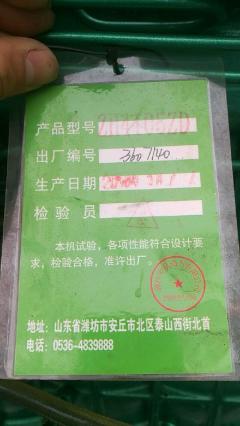 产品型号
出厂编号 3601140
生产日期
检验员
本机试验，各项性能符合设计要
求，检验合格，准许出厂。
地址：山东省潍坊市安丘市北区泰山西街北首
电话：0536-4839888